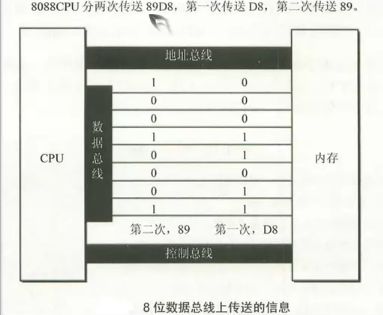 8088CPU 分两次传送 89D8，第一次传送 D8，第二次传送 89。
地址总线
1 0
0 0
0 0
1 1
0 1
0 0
0 1
1 1
数据总线
CPU
内存
第二次，89 第一次，D8
控制总线
8 位数据总线上传送的信息